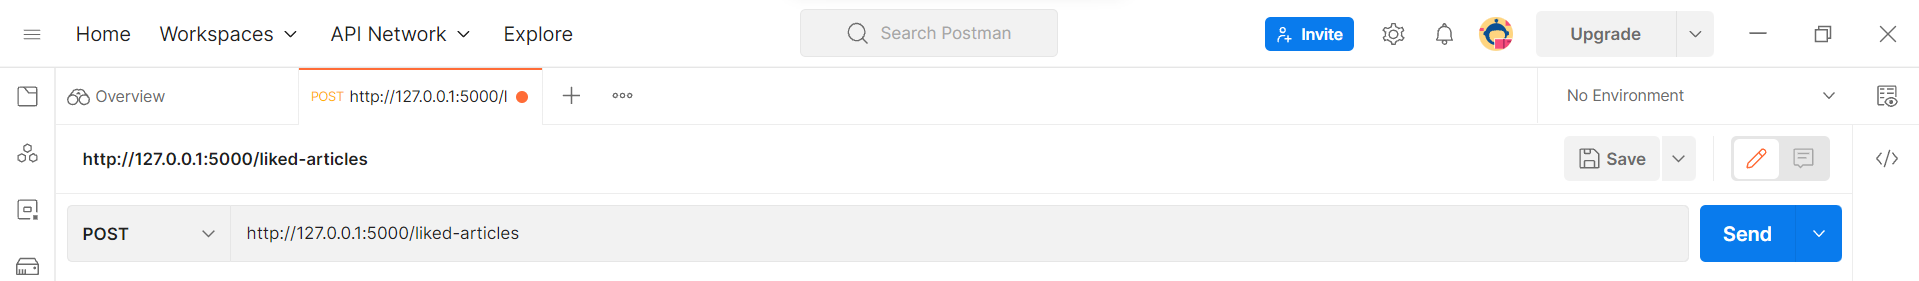 Home Workspaces API Network Explore Search Postman Invite Upgrade
Overview POST http://127.0.0.1:5000/l No Environment
http://127.0.0.1:5000/liked-articles Save
POST http://127.0.0.1:5000/liked-articles Send